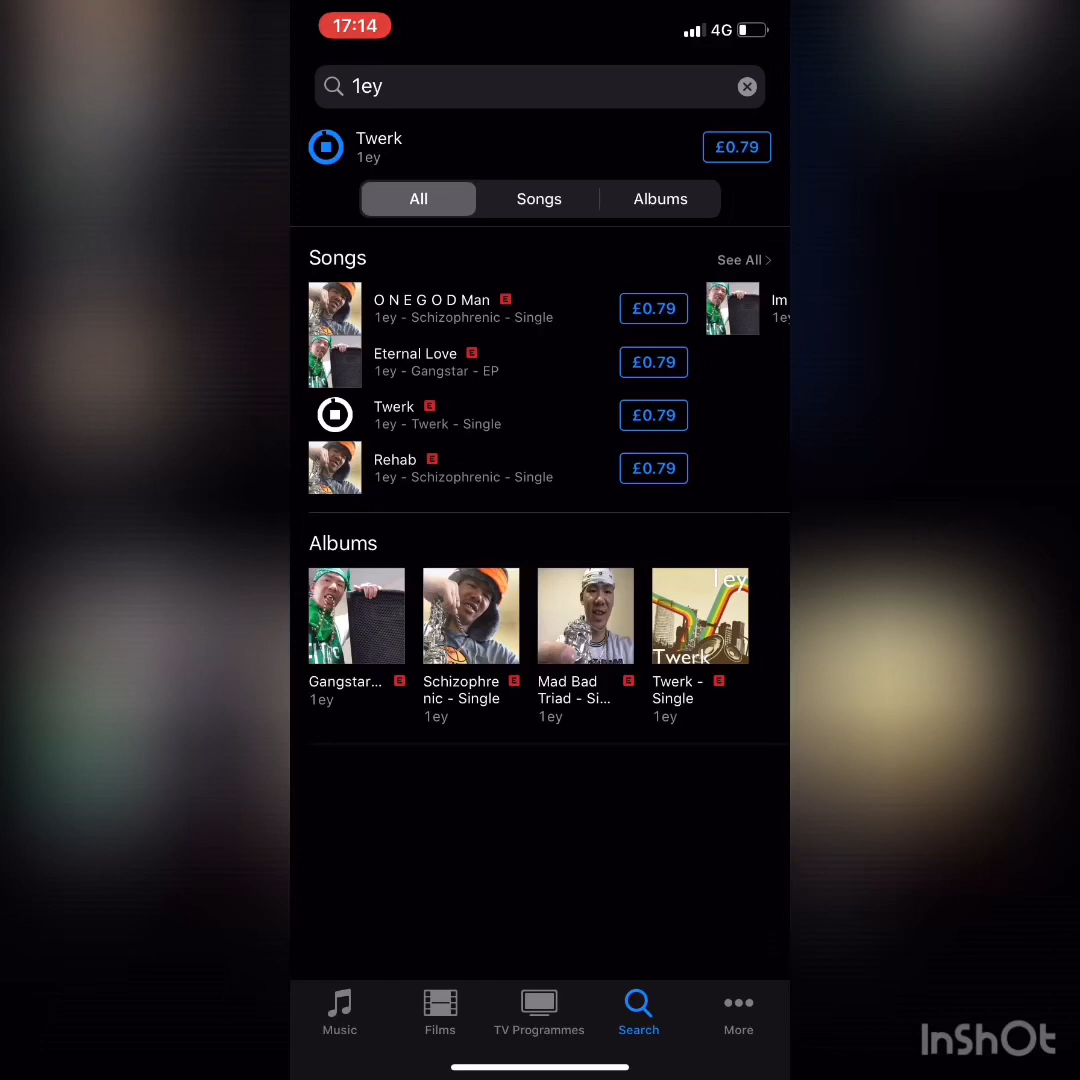 17:14
4G
1ey
Twerk
1ey
£0.79
All
Songs
Albums
Songs
See All
O N E G O D Man E
1ey - Schizophrenic - Single
£0.79
Im
1ey
Eternal Love E
1ey - Gangstar - EP
£0.79
Twerk E
1ey - Twerk - Single
£0.79
Rehab E
1ey - Schizophrenic - Single
£0.79
Albums
1ey
Twerk
Gangstar... E
1ey
Schizophre E
nic - Single
1ey
Mad Bad E
Triad - Si...
1ey
Twerk - E
Single
1ey
Music
Films
TV Programmes
Search
More
InShOt